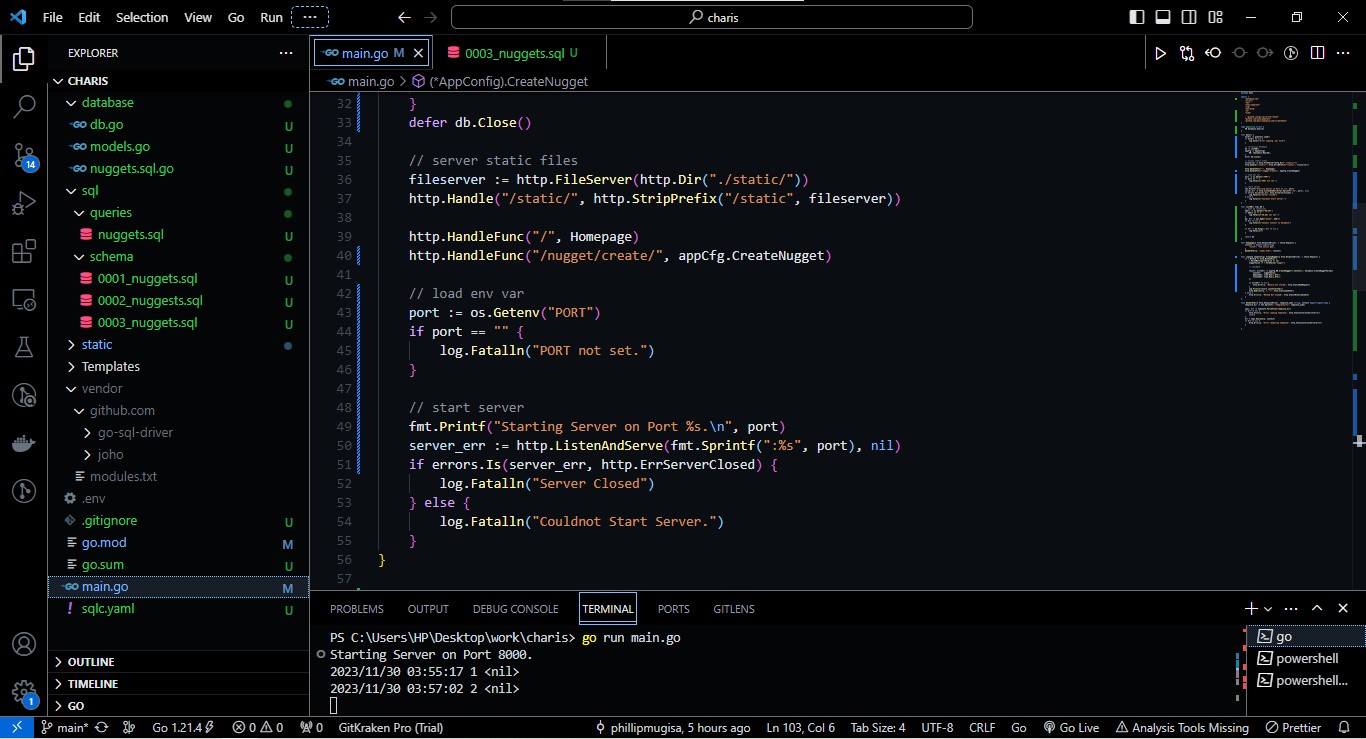 File Edit Selection View Go Run ··· charis
EXPLORER ···
CHARIS
database
db.go U
models.go U
nuggets.sql.go U
sql
queries
nuggets.sql U
schema
0001_nuggets.sql U
0002_nuggests.sql U
0003_nuggets.sql U
static
Templates
vendor
github.com
go-sql-driver
joho
modules.txt
.env
.gitignore U
go.mod M
go.sum U
main.go M
sqlc.yaml U
OUTLINE
TIMELINE
GO
14
1
main.go M 0003_nuggets.sql U
main.go > (*AppConfig).CreateNugget
32 }
33 defer db.Close()
34
35 // server static files
36 fileserver := http.FileServer(http.Dir("./static/"))
37 http.Handle("/static/", http.StripPrefix("/static", fileserver))
38
39 http.HandleFunc("/", Homepage)
40 http.HandleFunc("/nugget/create/", appCfg.CreateNugget)
41
42 // load env var
43 port := os.Getenv("PORT")
44 if port == "" {
45 log.Fatalln("PORT not set.")
46 }
47
48 // start server
49 fmt.Printf("Starting Server on Port %s.\n", port)
50 server_err := http.ListenAndServe(fmt.Sprintf(":%s", port), nil)
51 if errors.Is(server_err, http.ErrServerClosed) {
52 log.Fatalln("Server Closed")
53 } else {
54 log.Fatalln("Couldnot Start Server.")
55 }
56 }
57
PROBLEMS OUTPUT DEBUG CONSOLE TERMINAL PORTS GITLENS
PS C:\Users\HP\Desktop\work\charis> go run main.go
Starting Server on Port 8000.
2023/11/30 03:55:17 1 <nil>
2023/11/30 03:57:02 2 <nil>
go
powershell
powershell...
main* Go 1.21.4 0 0 0 GitKraken Pro (Trial) phillipmugisa, 5 hours ago Ln 103, Col 6 Tab Size: 4 UTF-8 CRLF Go Go Live Analysis Tools Missing Prettier